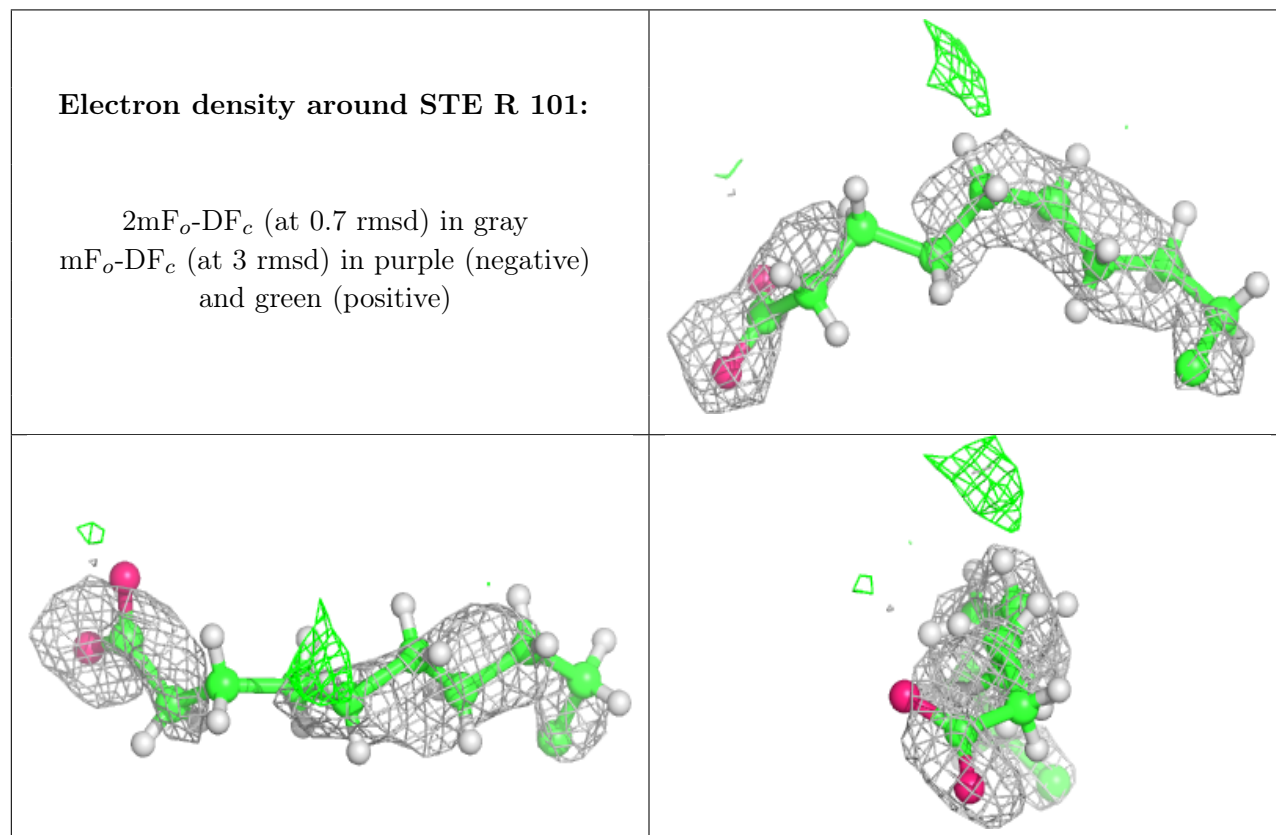 Electron density around STE R 101:
2mFo-DFc (at 0.7 rmsd) in gray
mFo-DFc (at 3 rmsd) in purple (negative)
and green (positive)